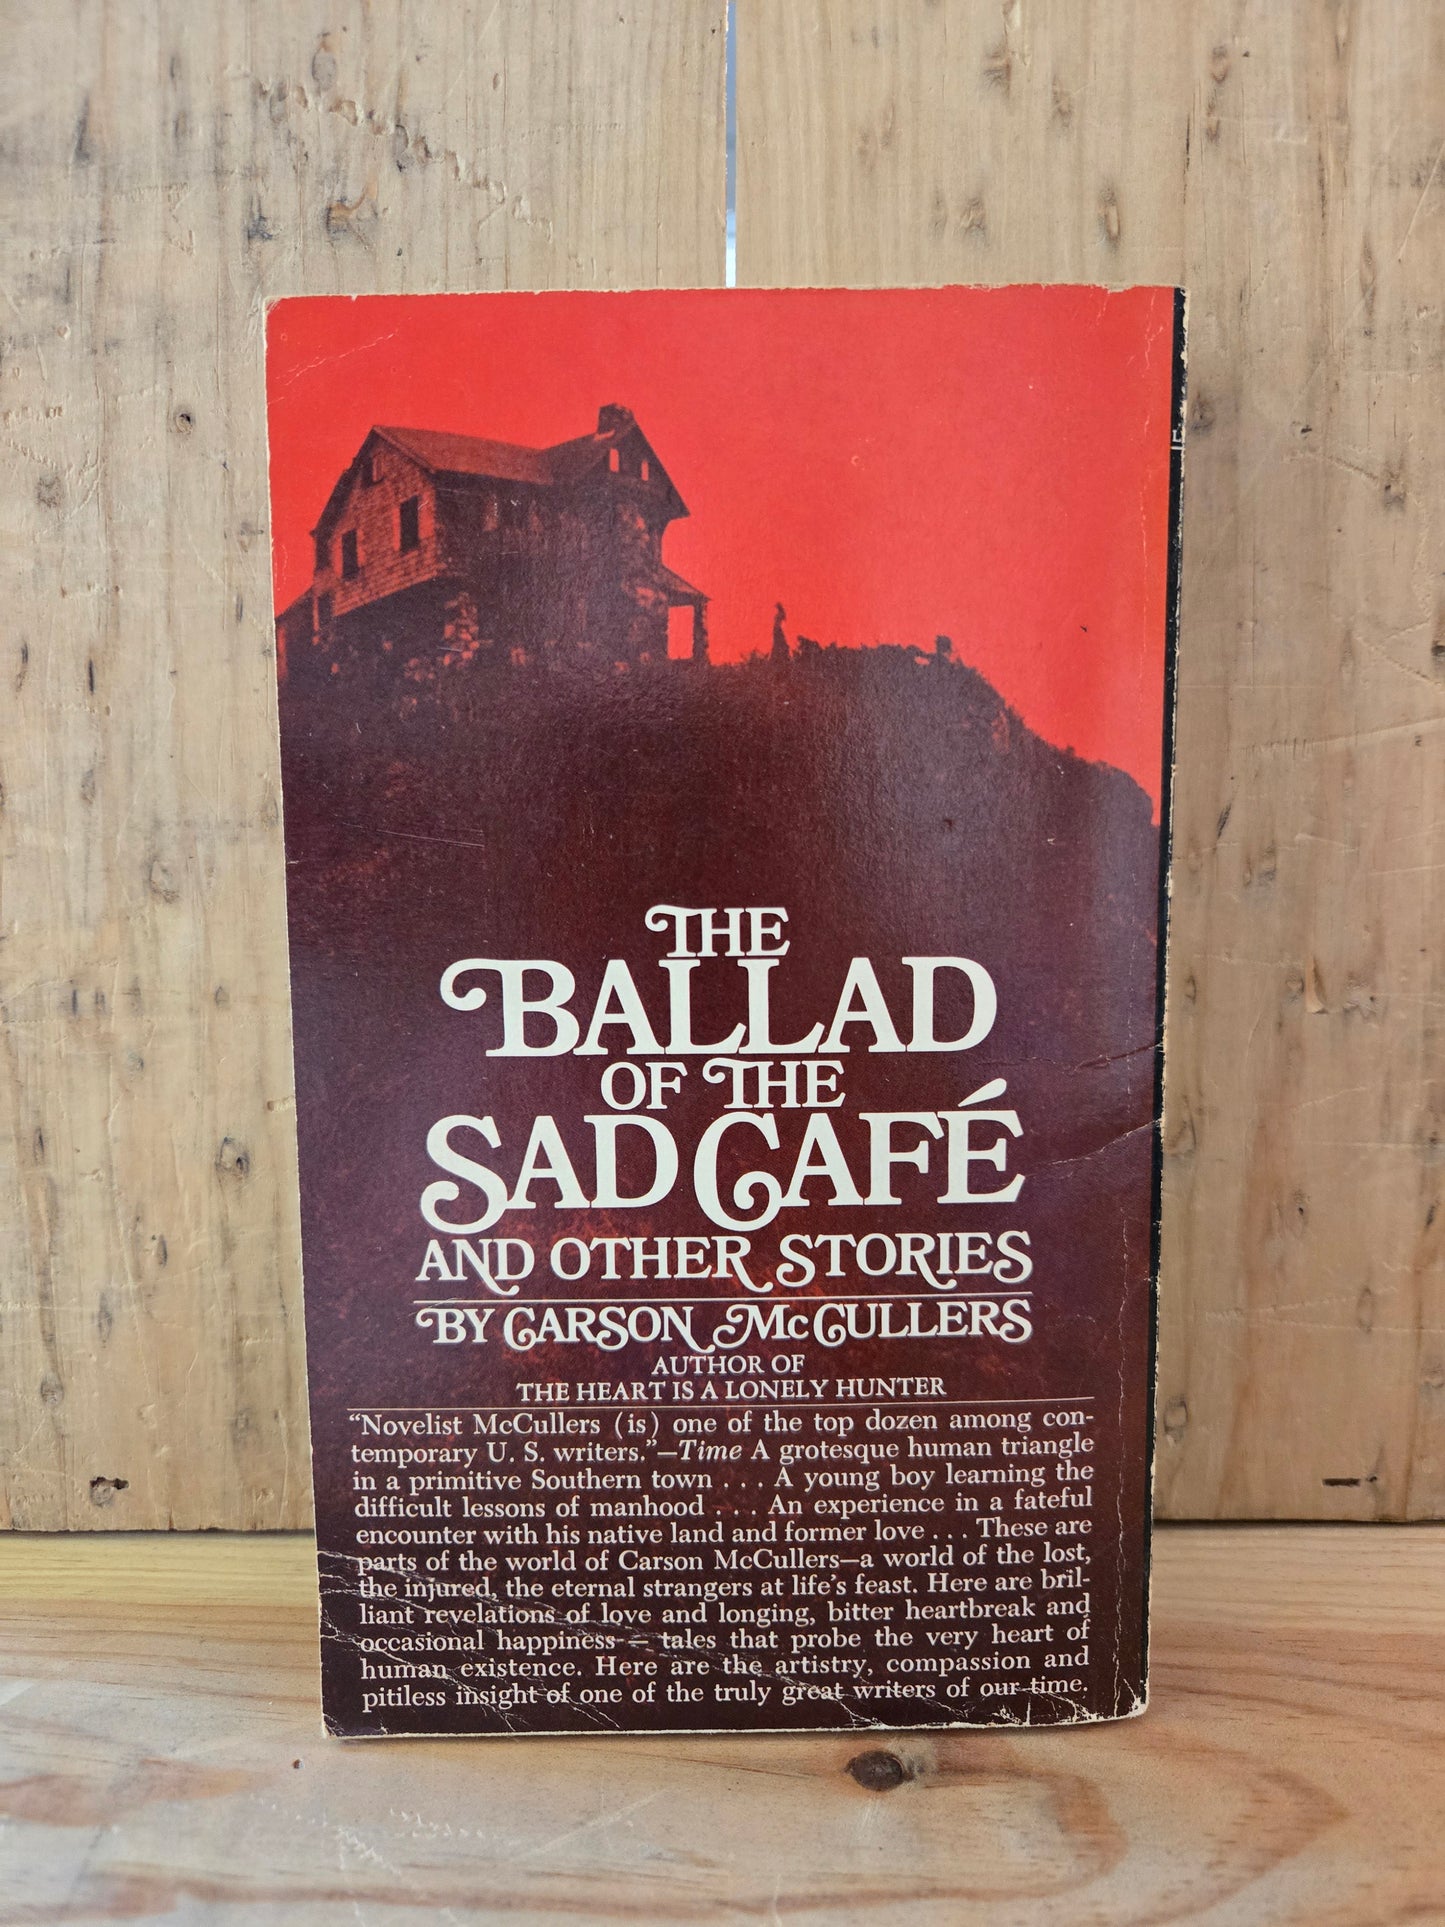 THE
BALLAD
OF THE
SAD CAFÉ
AND OTHER STORIES
BY CARSON McCULLERS
AUTHOR OF
THE HEART IS A LONELY HUNTER
“Novelist McCullers (is) one of the top dozen among con-
temporary U. S. writers.”—Time A grotesque human triangle
in a primitive Southern town . . . A young boy learning the
difficult lessons of manhood . . . An experience in a fateful
encounter with his native land and former love . . . These are
parts of the world of Carson McCullers—a world of the lost,
the injured, the eternal strangers at life’s feast. Here are bril-
liant revelations of love and longing, bitter heartbreak and
occasional happiness — tales that probe the very heart of
human existence. Here are the artistry, compassion and
pitiless insight of one of the truly great writers of our time.